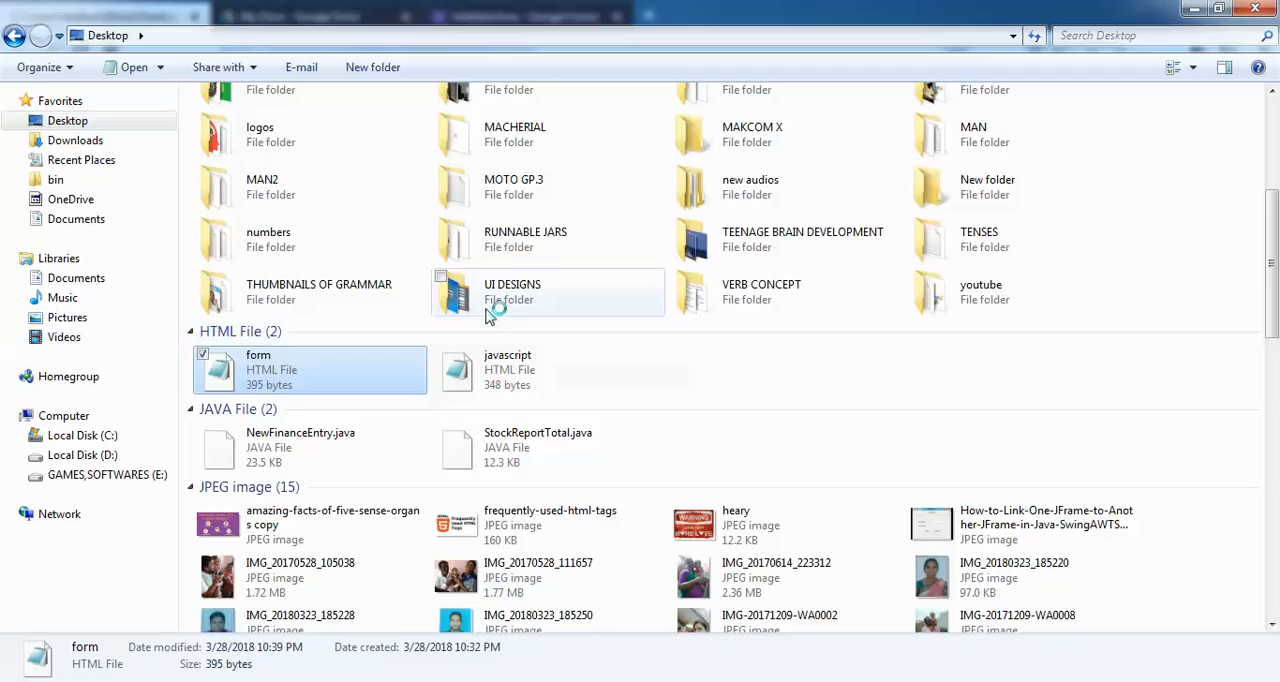 Desktop
Search Desktop
Organize
Open
Share with
E-mail
New folder
Favorites
Desktop
Downloads
Recent Places
bin
OneDrive
Documents
Libraries
Documents
Music
Pictures
Videos
Homegroup
Computer
Local Disk (C:)
Local Disk (D:)
GAMES,SOFTWARES (E:)
Network
File folder
File folder
File folder
File folder
logos
File folder
MACHERIAL
File folder
MAKCOM X
File folder
MAN
File folder
MAN2
File folder
MOTO GP.3
File folder
new audios
File folder
New folder
File folder
numbers
File folder
RUNNABLE JARS
File folder
TEENAGE BRAIN DEVELOPMENT
File folder
TENSES
File folder
THUMBNAILS OF GRAMMAR
File folder
UI DESIGNS
File folder
VERB CONCEPT
File folder
youtube
File folder
HTML File (2)
form
HTML File
395 bytes
javascript
HTML File
348 bytes
JAVA File (2)
NewFinanceEntry.java
JAVA File
23.5 KB
StockReportTotal.java
JAVA File
12.3 KB
JPEG image (15)
amazing-facts-of-five-sense-organ
s-copy
JPEG image
frequently-used-html-tags
JPEG image
160 KB
heary
JPEG image
12.2 KB
How-to-Link-One-JFrame-to-Anot
her-JFrame-in-Java-SwingAWTS...
JPEG image
IMG_20170528_105038
JPEG image
1.72 MB
IMG_20170528_111657
JPEG image
1.77 MB
IMG_20170614_223312
JPEG image
2.36 MB
IMG_20180323_185220
JPEG image
97.0 KB
IMG_20180323_185228
JPEG image
IMG_20180323_185250
JPEG image
IMG-20171209-WA0002
JPEG image
IMG-20171209-WA0008
JPEG image
form
Date modified: 3/28/2018 10:39 PM
Date created: 3/28/2018 10:32 PM
HTML File
Size: 395 bytes